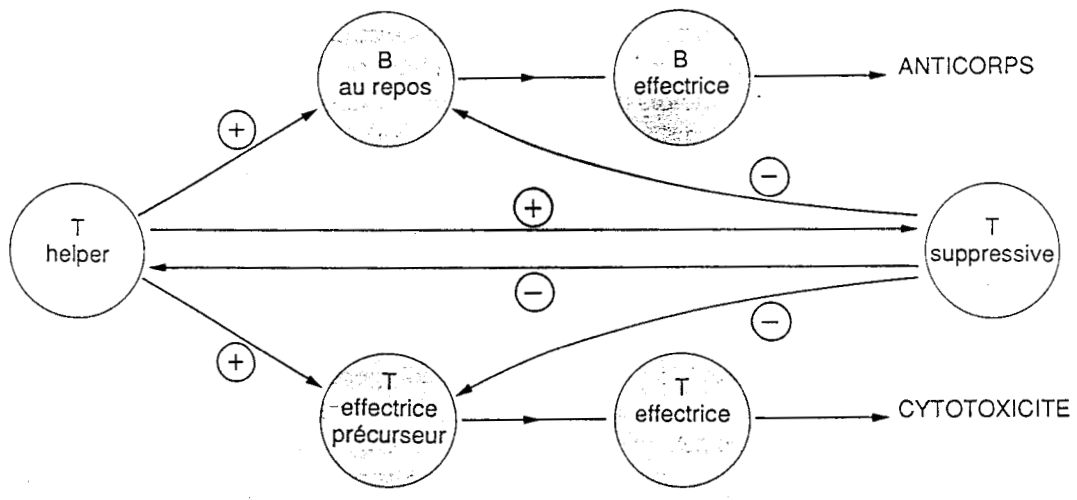 B
au repos
B
effectrice
ANTICORPS
+
−
T
helper
+
T
suppressive
−
−
+
T
effectrice
précurseur
T
effectrice
CYTOTOXICITE